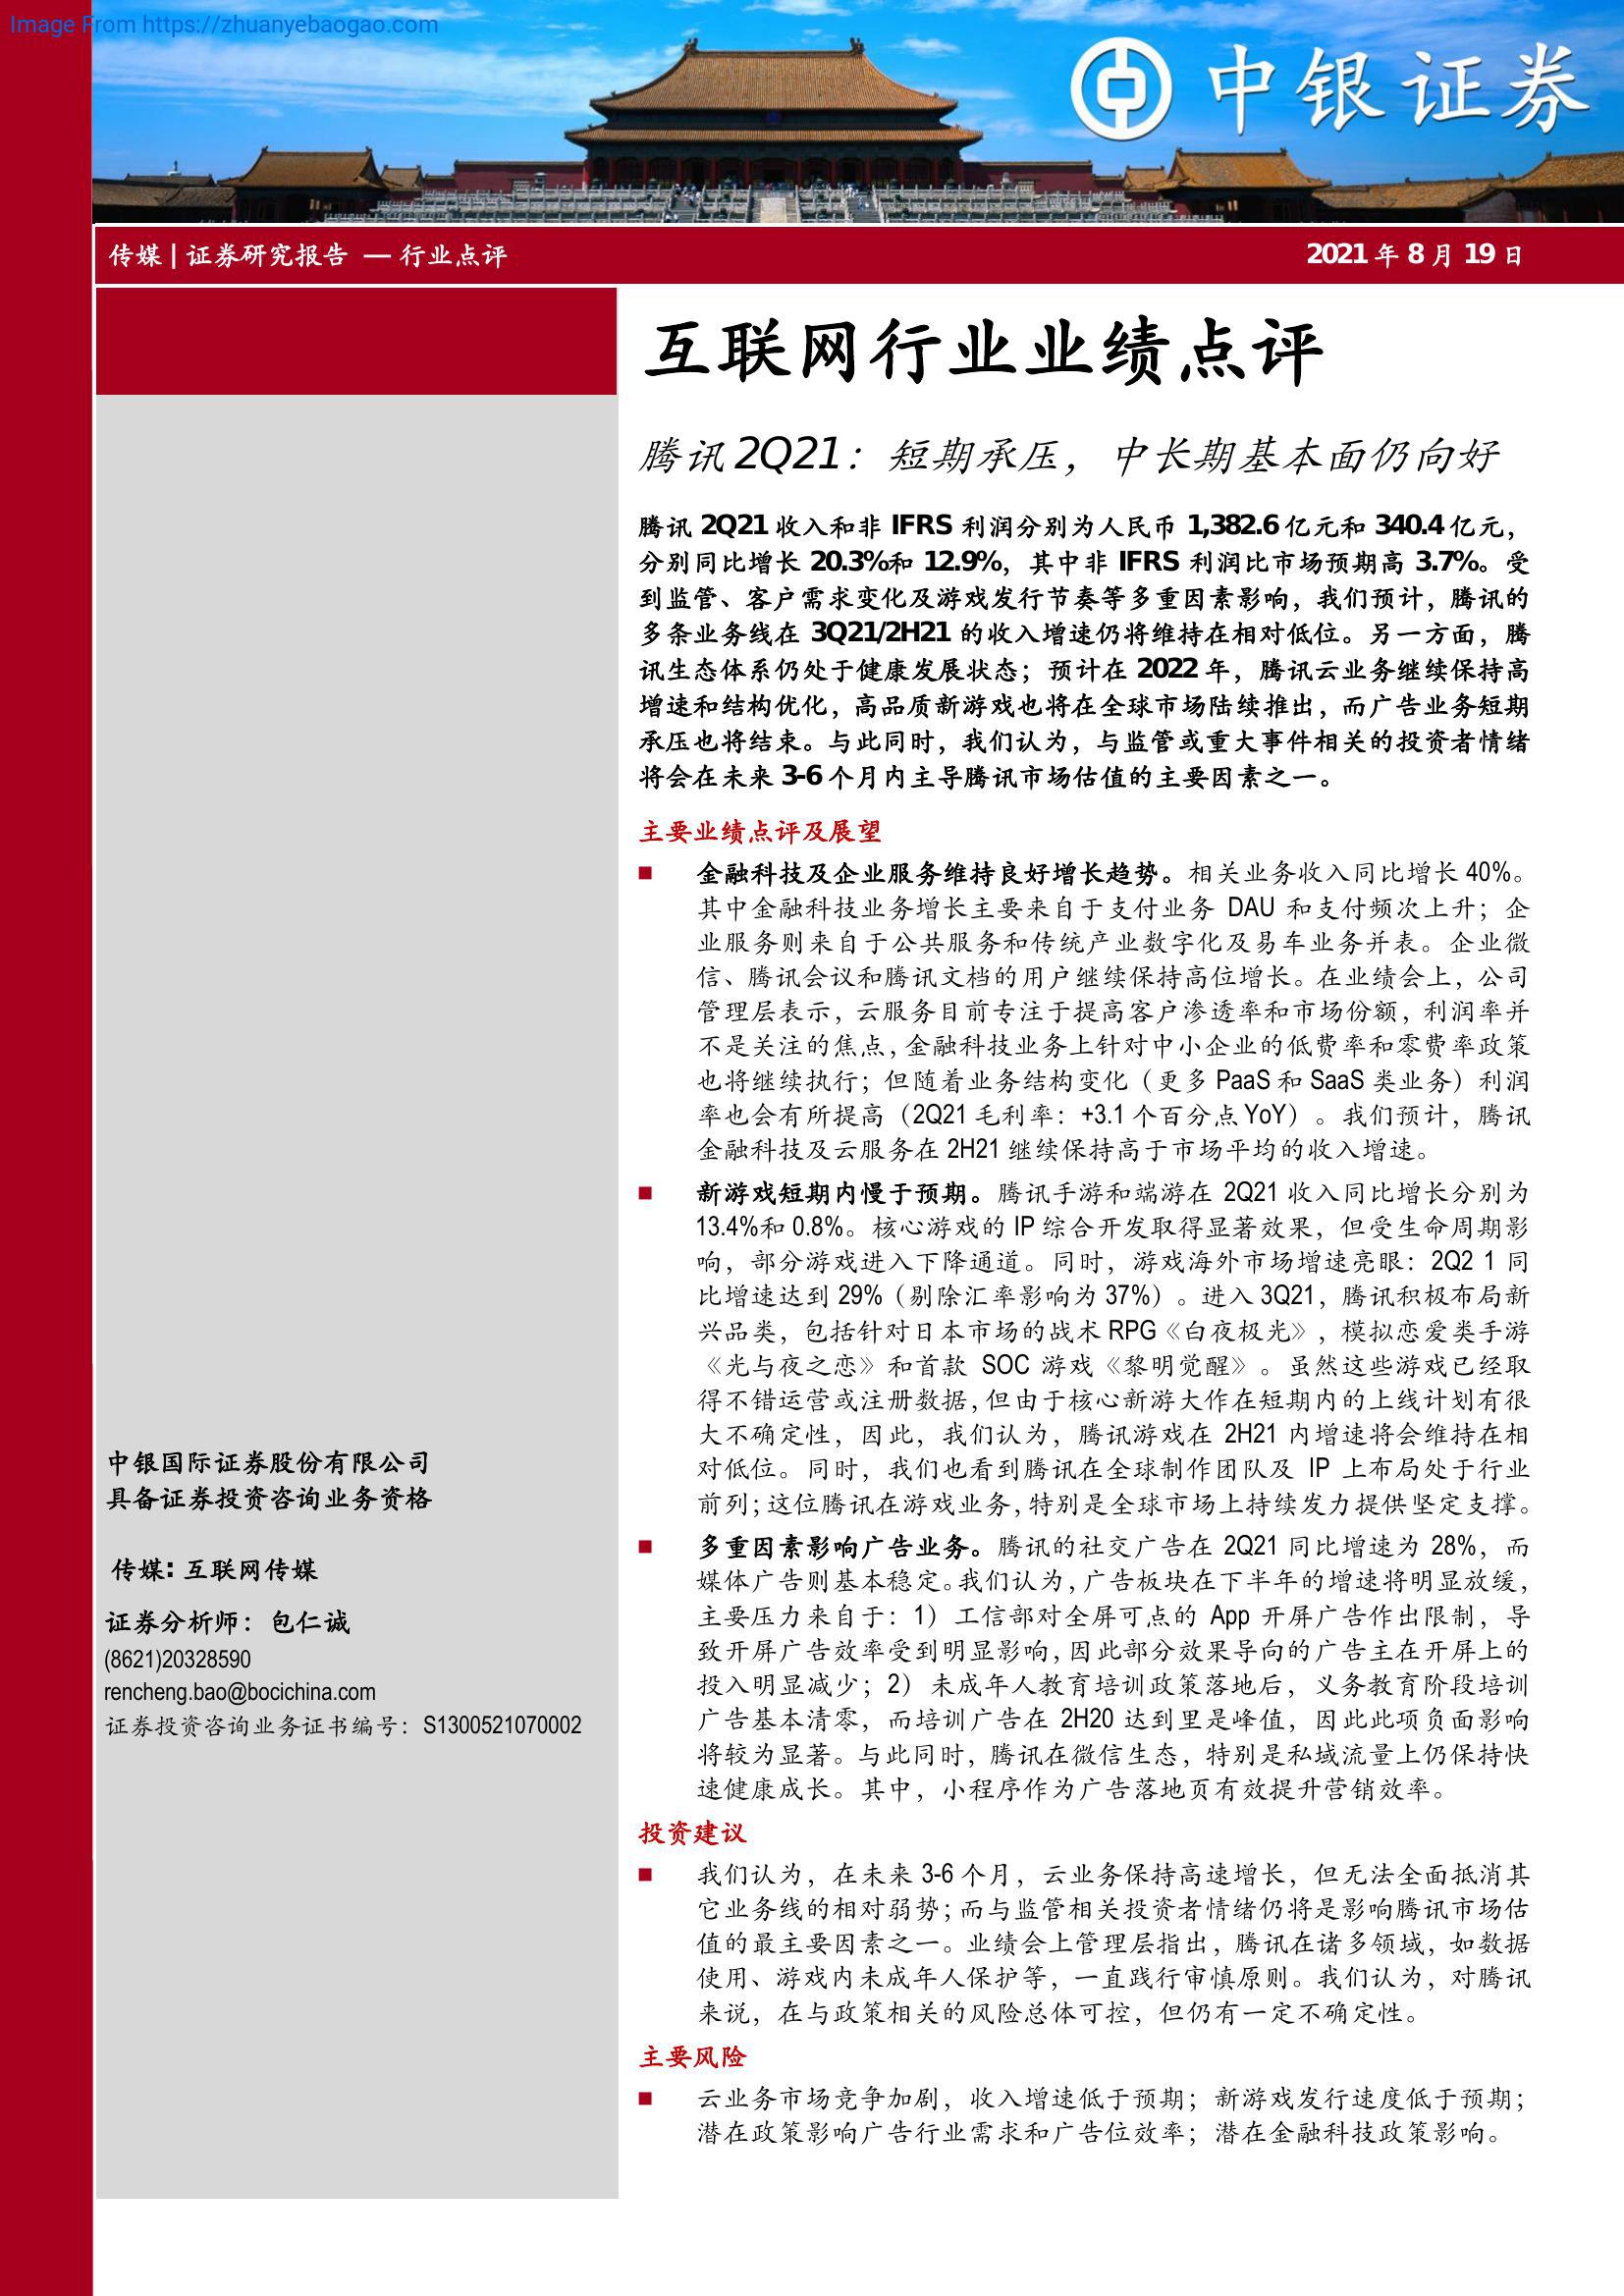 Image From https://zhuanyebaogao.com
中银证券
传媒 | 证券研究报告 — 行业点评
2021 年 8 月 19 日
互联网行业业绩点评
腾讯 2Q21：短期承压，中长期基本面仍向好
腾讯 2Q21 收入和非 IFRS 利润分别为人民币 1,382.6 亿元和 340.4 亿元，
分别同比增长 20.3%和 12.9%，其中非 IFRS 利润比市场预期高 3.7%。受
到监管、客户需求变化及游戏发行节奏等多重因素影响，我们预计，腾讯的
多条业务线在 3Q21/2H21 的收入增速仍将维持在相对低位。另一方面，腾
讯生态体系仍处于健康发展状态；预计在 2022 年，腾讯云业务继续保持高
增速和结构优化，高品质新游戏也将在全球市场陆续推出，而广告业务短期
承压也将结束。与此同时，我们认为，与监管或重大事件相关的投资者情绪
将会在未来 3-6 个月内主导腾讯市场估值的主要因素之一。
主要业绩点评及展望
■ 金融科技及企业服务维持良好增长趋势。相关业务收入同比增长 40%。
其中金融科技业务增长主要来自于支付业务 DAU 和支付频次上升；企
业服务则来自于公共服务和传统产业数字化及易车业务并表。企业微
信、腾讯会议和腾讯文档的用户继续保持高位增长。在业绩会上，公司
管理层表示，云服务目前专注于提高客户渗透率和市场份额，利润率并
不是关注的焦点，金融科技业务上针对中小企业的低费率和零费率政策
也将继续执行；但随着业务结构变化（更多 PaaS 和 SaaS 类业务）利润
率也会有所提高（2Q21 毛利率：+3.1 个百分点 YoY）。我们预计，腾讯
金融科技及云服务在 2H21 继续保持高于市场平均的收入增速。
■ 新游戏短期内慢于预期。腾讯手游和端游在 2Q21 收入同比增长分别为
13.4%和 0.8%。核心游戏的 IP 综合开发取得显著效果，但受生命周期影
响，部分游戏进入下降通道。同时，游戏海外市场增速亮眼：2Q2 1 同
比增速达到 29%（剔除汇率影响为 37%）。进入 3Q21，腾讯积极布局新
兴品类，包括针对日本市场的战术 RPG《白夜极光》，模拟恋爱类手游
《光与夜之恋》和首款 SOC 游戏《黎明觉醒》。虽然这些游戏已经取
得不错运营或注册数据，但由于核心新游大作在短期内的上线计划有很
大不确定性，因此，我们认为，腾讯游戏在 2H21 内增速将会维持在相
对低位。同时，我们也看到腾讯在全球制作团队及 IP 上布局处于行业
前列；这位腾讯在游戏业务，特别是全球市场上持续发力提供坚定支撑。
■ 多重因素影响广告业务。腾讯的社交广告在 2Q21 同比增速为 28%，而
媒体广告则基本稳定。我们认为，广告板块在下半年的增速将明显放缓，
主要压力来自于：1）工信部对全屏可点的 App 开屏广告作出限制，导
致开屏广告效率受到明显影响，因此部分效果导向的广告主在开屏上的
投入明显减少；2）未成年人教育培训政策落地后，义务教育阶段培训
广告基本清零，而培训广告在 2H20 达到里是峰值，因此此项负面影响
将较为显著。与此同时，腾讯在微信生态，特别是私域流量上仍保持快
速健康成长。其中，小程序作为广告落地页有效提升营销效率。
投资建议
■ 我们认为，在未来 3-6 个月，云业务保持高速增长，但无法全面抵消其
它业务线的相对弱势；而与监管相关投资者情绪仍将是影响腾讯市场估
值的最主要因素之一。业绩会上管理层指出，腾讯在诸多领域，如数据
使用、游戏内未成年人保护等，一直践行审慎原则。我们认为，对腾讯
来说，在与政策相关的风险总体可控，但仍有一定不确定性。
主要风险
■ 云业务市场竞争加剧，收入增速低于预期；新游戏发行速度低于预期；
潜在政策影响广告行业需求和广告位效率；潜在金融科技政策影响。
中银国际证券股份有限公司
具备证券投资咨询业务资格
传媒: 互联网传媒
证券分析师：包仁诚
(8621)20328590
rencheng.bao@bocichina.com
证券投资咨询业务证书编号：S1300521070002